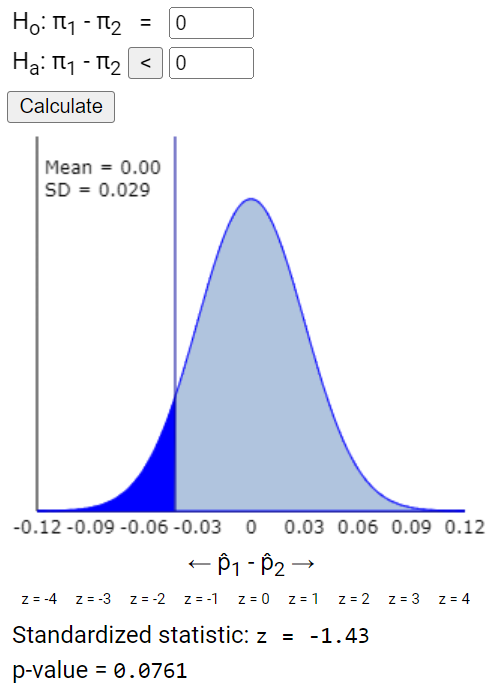 Hₒ: π₁ - π₂ = 0
Hₐ: π₁ - π₂ < 0
Calculate
Mean = 0.00
SD = 0.029
-0.12 -0.09 -0.06 -0.03 0 0.03 0.06 0.09 0.12
← p̂₁ - p̂₂ →
z = -4 z = -3 z = -2 z = -1 z = 0 z = 1 z = 2 z = 3 z = 4
Standardized statistic: z = -1.43
p-value = 0.0761